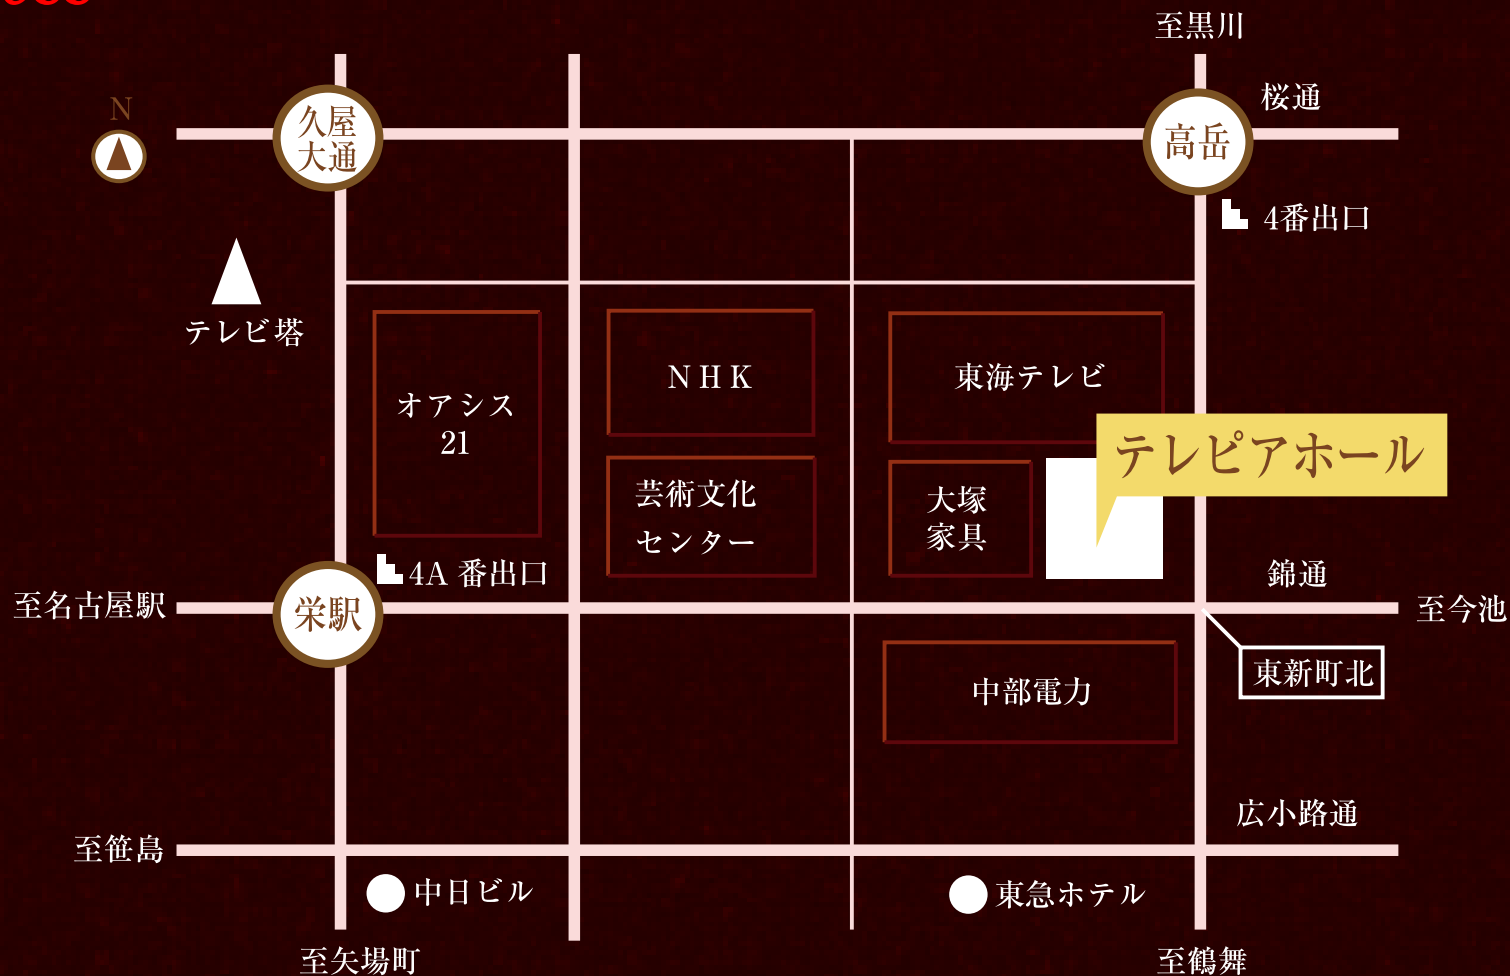 至黒川
桜通
N
久屋
大通
高岳
4番出口
テレビ塔
オアシス
21
NHK
東海テレビ
テレピアホール
芸術文化
センター
大塚
家具
4A 番出口
錦通
至名古屋駅
栄駅
至今池
東新町北
中部電力
広小路通
至笹島
中日ビル
東急ホテル
至矢場町
至鶴舞